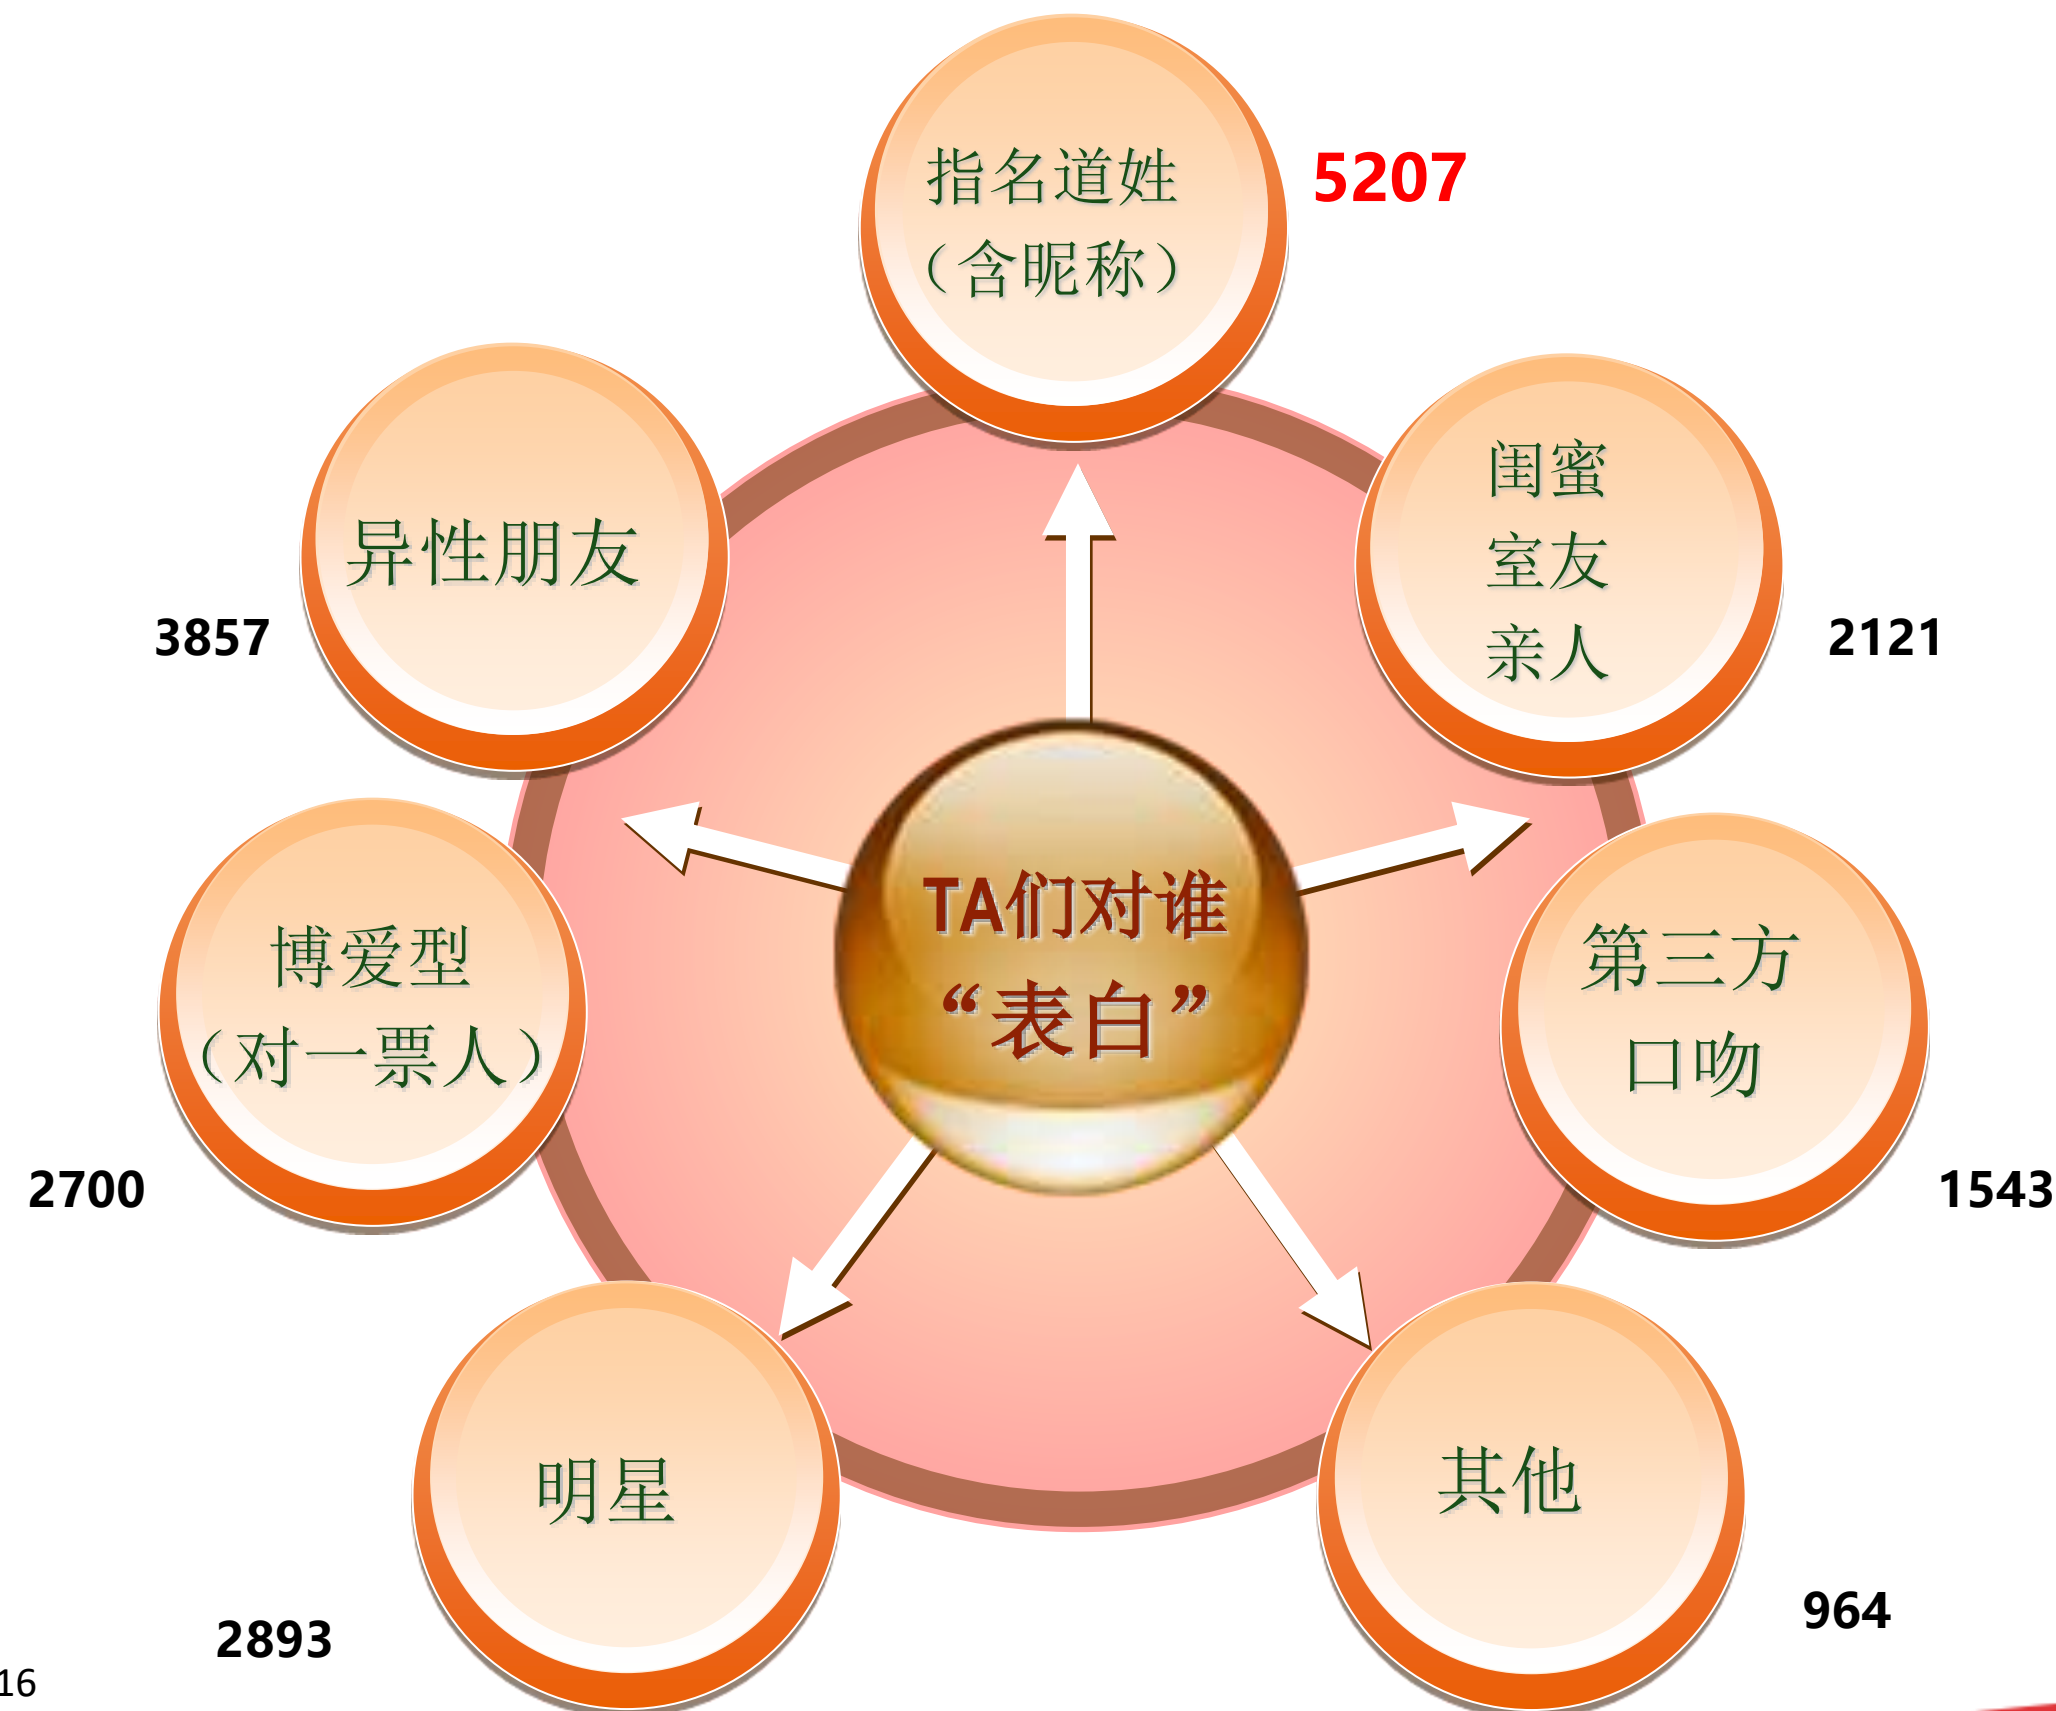 指名道姓
（含昵称）
5207
异性朋友
3857
闺蜜
室友
亲人
2121
TA们对谁
“表白”
博爱型
（对一票人）
2700
第三方
口吻
1543
明星
2893
其他
964
16